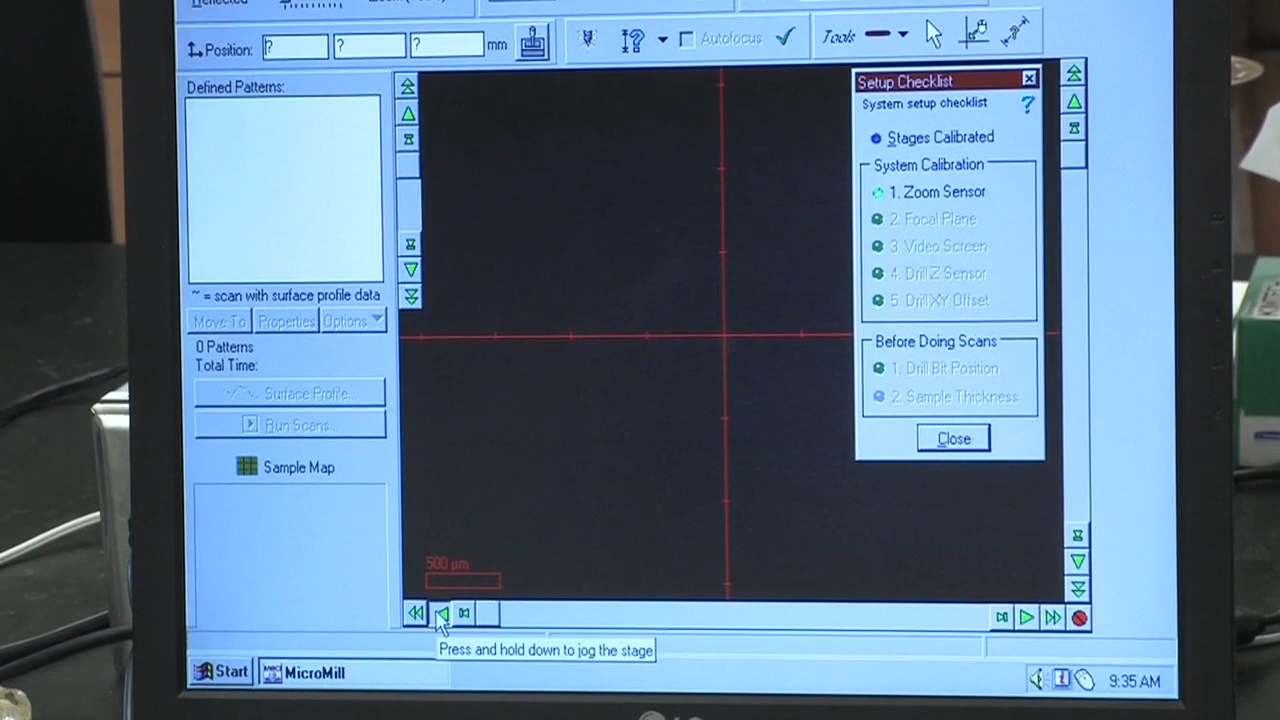 Reflected
Position: ? ? ? mm
Autofocus
Tools
Defined Patterns:
~ = scan with surface profile data
Move To Properties Options
0 Patterns
Total Time:
Surface Profile...
Run Scans...
Sample Map
500 µm
Setup Checklist
System setup checklist
?
Stages Calibrated
System Calibration
1. Zoom Sensor
2. Focal Plane
3. Video Screen
4. Drill Z Sensor
5. Drill XY Offset
Before Doing Scans
1. Drill Bit Position
2. Sample Thickness
Close
Press and hold down to jog the stage
Start
MicroMill
9:35 AM